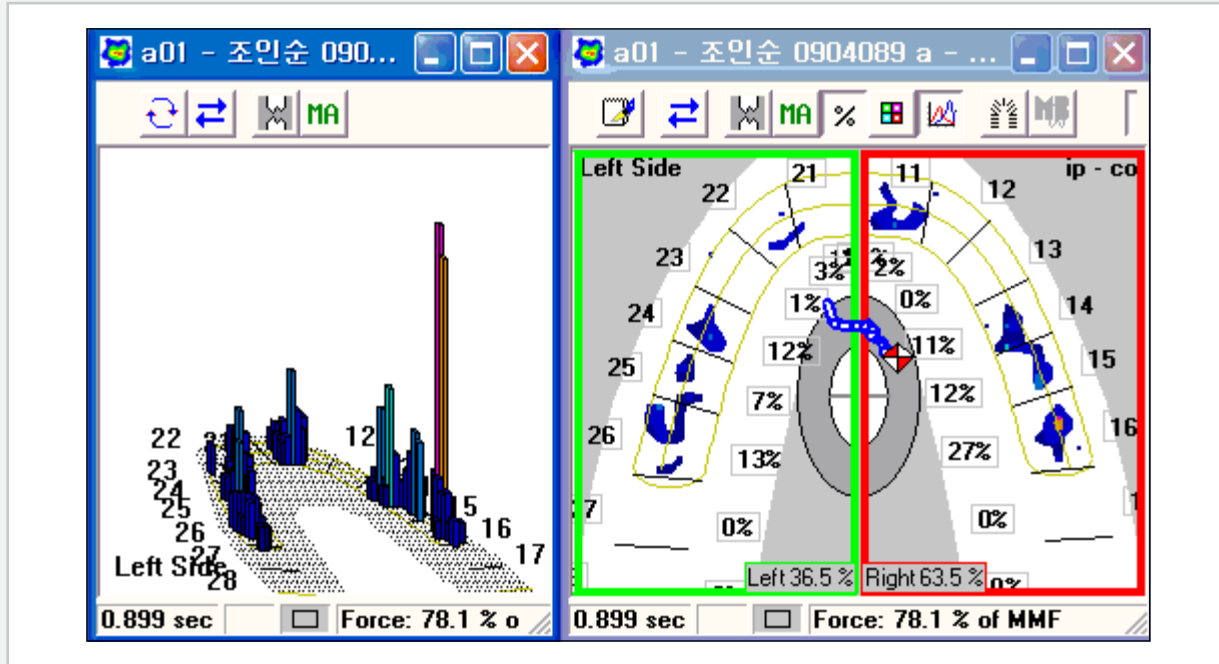 a01 - 조인순 090...
MA
22
12
23
24
25
26
27
28
15
16
17
Left Side
0.899 sec
Force: 78.1 % o
a01 - 조인순 0904089 a - ...
MA %
Left Side
ip - co
21
11
22
12
23
13
24
14
25
15
26
16
3%
2%
1%
0%
12%
11%
7%
12%
13%
27%
0%
0%
Left 36.5 %
Right 63.5 %
0.899 sec
Force: 78.1 % of MMF